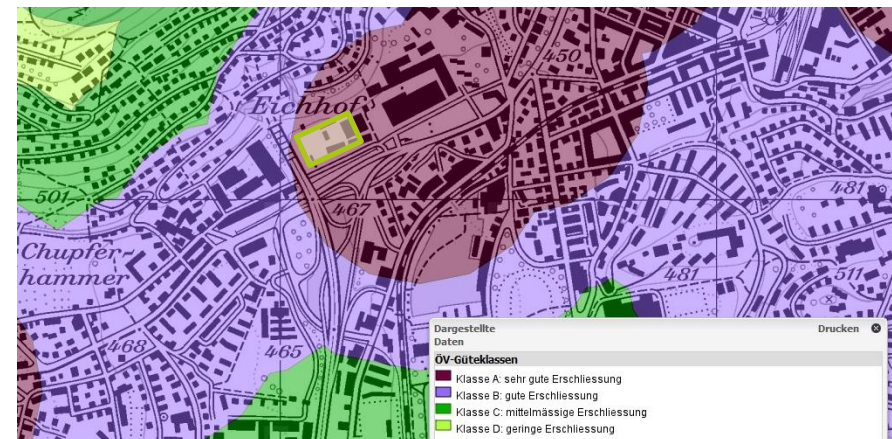 450
Eichhof
501
467
481
Chupfer-
hammer
481
511
468
465
Dargestellte
Daten
Drucken
ÖV-Güteklassen
Klasse A: sehr gute Erschliessung
Klasse B: gute Erschliessung
Klasse C: mittelmässige Erschliessung
Klasse D: geringe Erschliessung